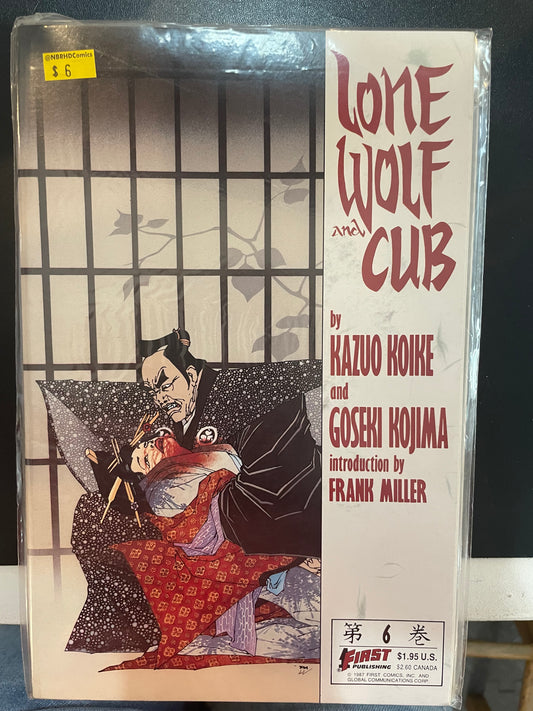 @NBRHDComics
$ 6
LONE
WOLF
and
CUB
by
KAZUO KOIKE
and
GOSEKI KOJIMA
introduction by
FRANK MILLER
第 6 巻
FIRST
PUBLISHING
$1.95 U.S.
$2.60 CANADA
© 1987 FIRST COMICS, INC. AND
GLOBAL COMMUNICATIONS CORP.